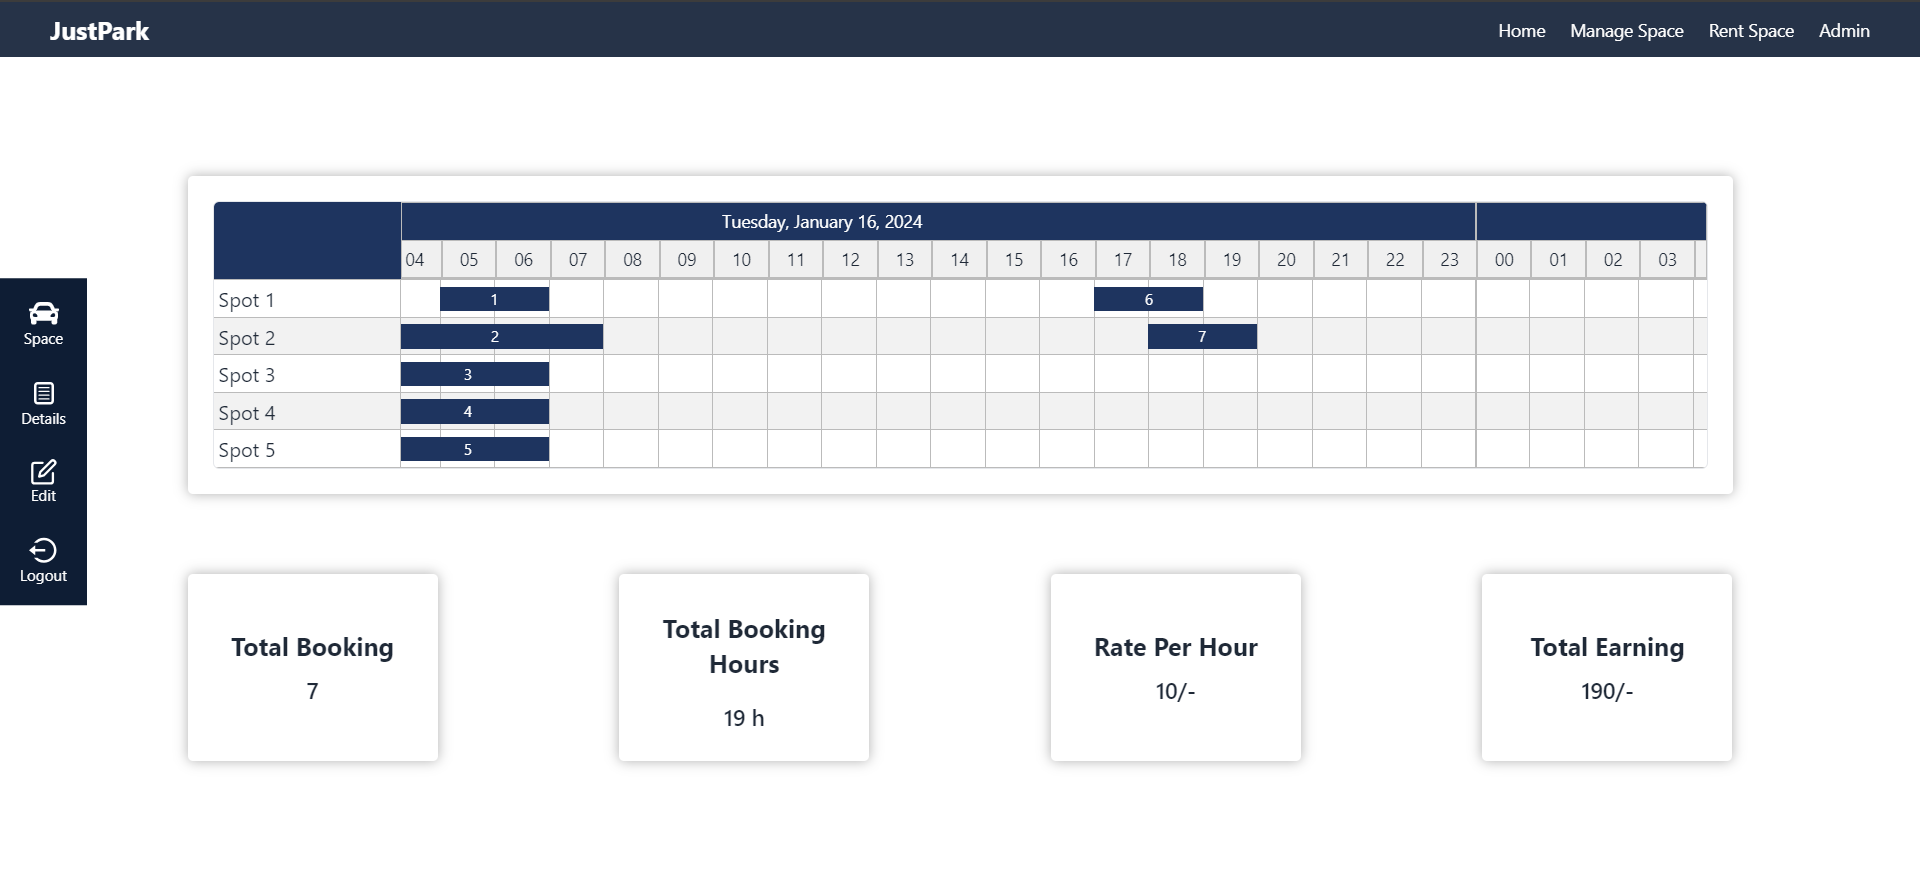 JustPark
Home Manage Space Rent Space Admin
Tuesday, January 16, 2024
04 05 06 07 08 09 10 11 12 13 14 15 16 17 18 19 20 21 22 23 00 01 02 03
Spot 1 1 6
Spot 2 2 7
Spot 3 3
Spot 4 4
Spot 5 5
Space
Details
Edit
Logout
Total Booking
7
Total Booking
Hours
19 h
Rate Per Hour
10/-
Total Earning
190/-